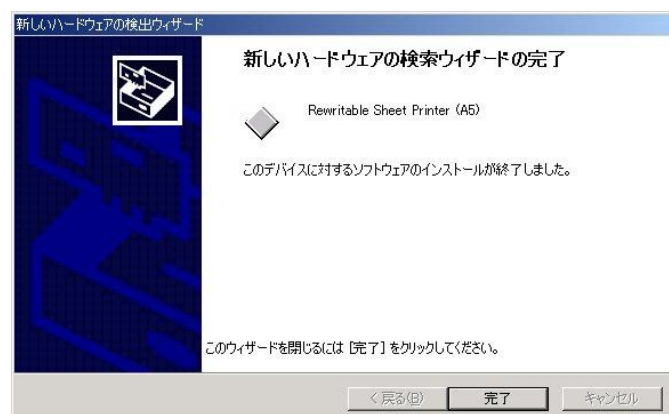 新しいハードウェアの検出ウィザード
新しいハードウェアの検索ウィザードの完了
Rewritable Sheet Printer (A5)
このデバイスに対するソフトウェアのインストールが終了しました。
このウィザードを閉じるには [完了] をクリックしてください。
< 戻る(B)
完了
キャンセル